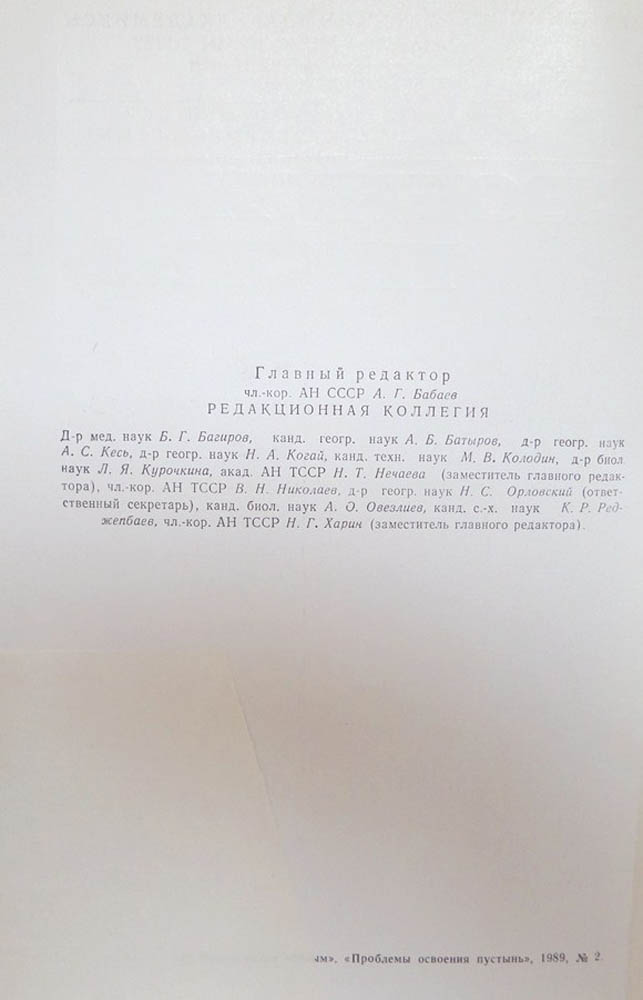 Главный редактор
чл.-кор. АН СССР А. Г. Бабаев
РЕДАКЦИОННАЯ КОЛЛЕГИЯ
Д-р мед. наук Б. Г. Багиров, канд. геогр. наук А. Б. Батыров, д-р геогр. наук
А. С. Кесь, д-р геогр. наук Н. А. Когай, канд. техн. наук М. В. Колодин, д-р биол.
наук Л. Я. Курочкина, акад. АН ТССР Н. Т. Нечаева (заместитель главного редак-
тора), чл.-кор. АН ТССР В. Н. Николаев, д-р геогр. наук Н. С. Орловский (ответ-
ственный секретарь), канд. биол. наук А. О. Овезлиев, канд. с.-х. наук К. Р. Ред-
жепбаев, чл.-кор. АН ТССР Н. Г. Харин (заместитель главного редактора).
ым», «Проблемы освоения пустынь», 1989, № 2